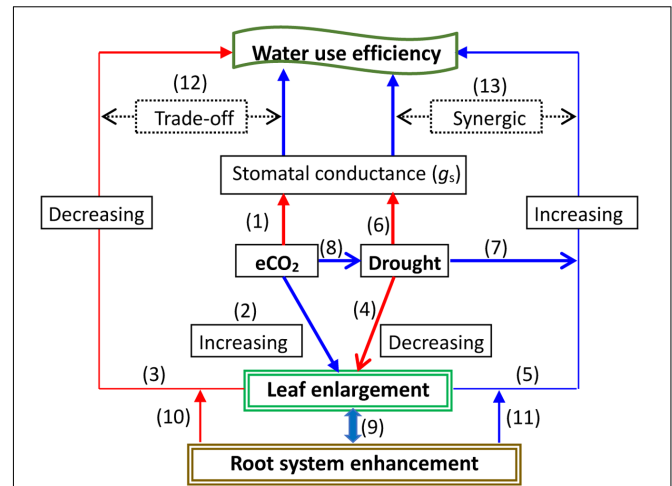 Water use efficiency
(12)
(13)
Trade-off
Synergic
Stomatal conductance (gs)
Decreasing
(1)
(6)
Increasing
eCO₂
(8)
Drought
(7)
(2)
(4)
Increasing
Decreasing
(3)
Leaf enlargement
(5)
(10)
(9)
(11)
Root system enhancement